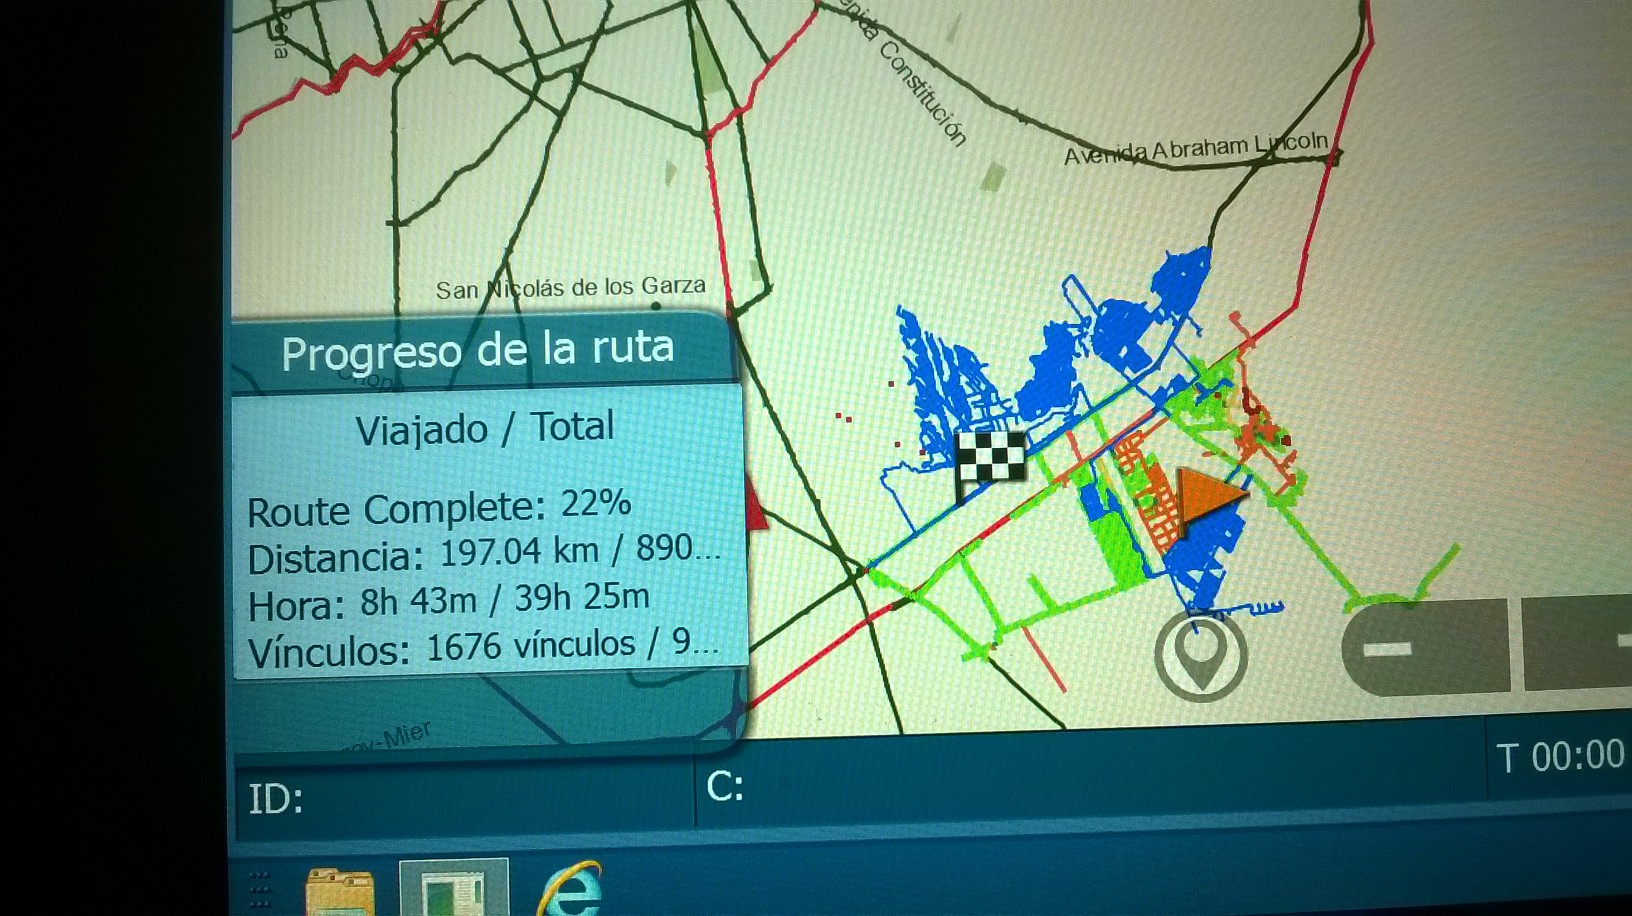 Avenida Abraham Lincoln
San Nicolás de los Garza
Progreso de la ruta
Viajado / Total
Route Complete: 22%
Distancia: 197.04 km / 890...
Hora: 8h 43m / 39h 25m
Vínculos: 1676 vínculos / 9...
Constitución
-Mier
ID:
C:
T 00:00